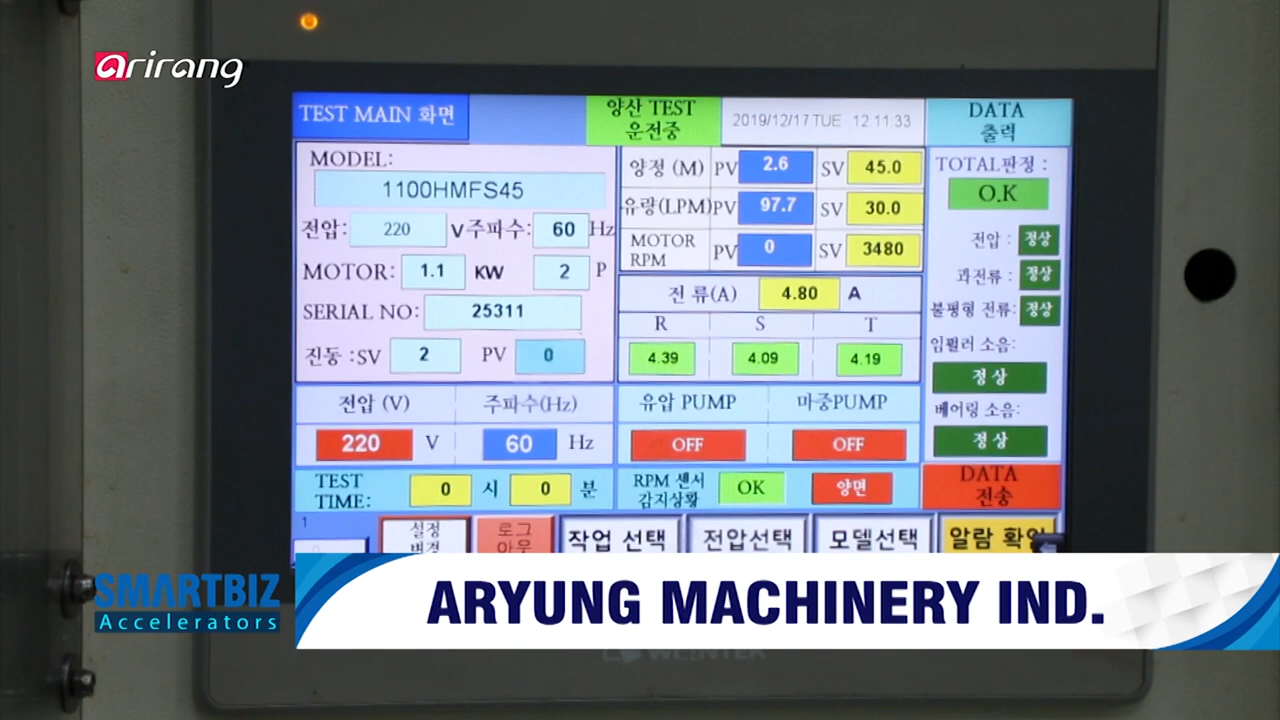 arirang
TEST MAIN 화면
양산 TEST
운전중
2019/12/17 TUE 12:11:33
DATA
출력
MODEL:
1100HMFS45
전압: 220 V 주파수: 60 Hz
MOTOR: 1.1 KW 2 P
SERIAL NO: 25311
진동 :SV 2 PV 0
양정 (M) PV 2.6 SV 45.0
유량(LPM) PV 97.7 SV 30.0
MOTOR
RPM PV 0 SV 3480
전 류(A) 4.80 A
R S T
4.39 4.09 4.19
TOTAL판정 :
O.K
전압 : 정상
과전류 : 정상
불평형 전류: 정상
임펠러 소음:
정 상
베어링 소음:
정 상
전압 (V) 주파수(Hz)
220 V 60 Hz
유압 PUMP 마중PUMP
OFF OFF
TEST
TIME: 0 시 0 분
RPM 센서
감지상황 OK 양면
DATA
전송
1
설정
변경
로그
아웃
작업 선택 전압선택 모델선택 알람 확인
SMARTBIZ
Accelerators
ARYUNG MACHINERY IND.
WEINTEK